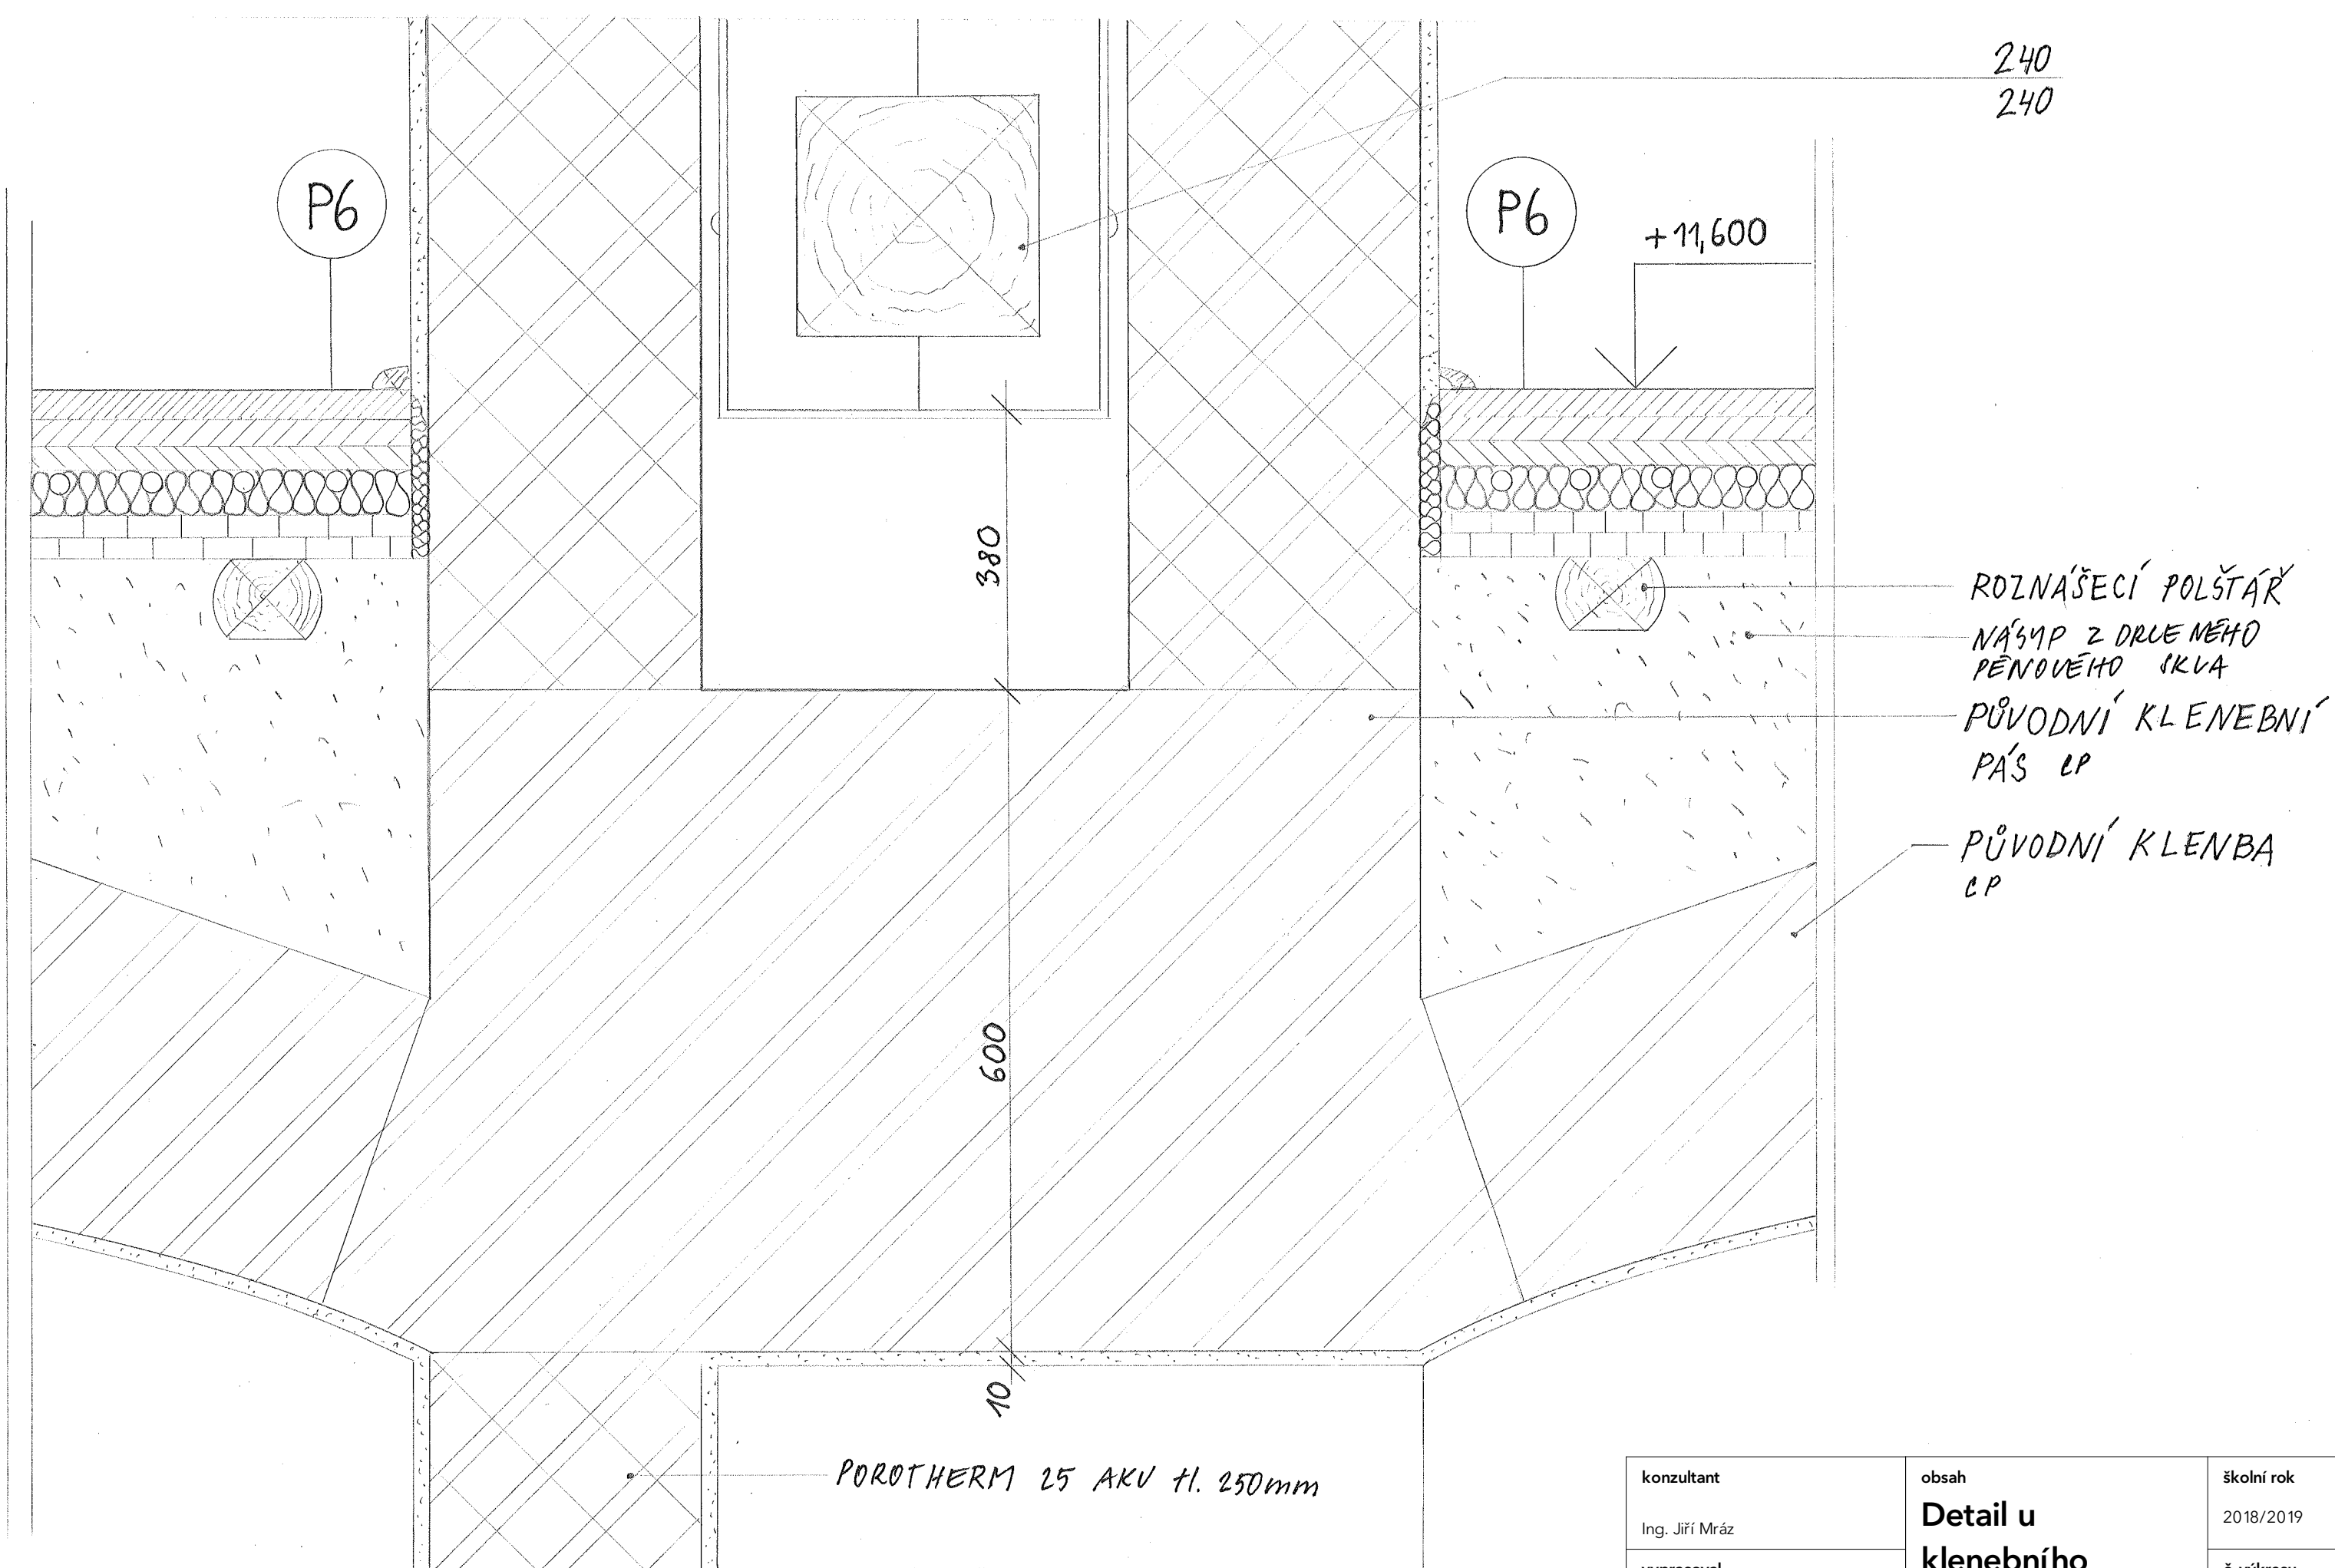 240
240
P6
P6
+11,600
380
ROZNÁŠECÍ POLŠTÁŘ
NÁSYP Z DRCENÉHO
PĚNOVÉHO SKLA
PŮVODNÍ KLENEBNÍ
PÁS CP
PŮVODNÍ KLENBA
CP
600
10
POROTHERM 25 AKU tl. 250mm
konzultant
Ing. Jiří Mráz
obsah
Detail u
klenebního
školní rok
2018/2019